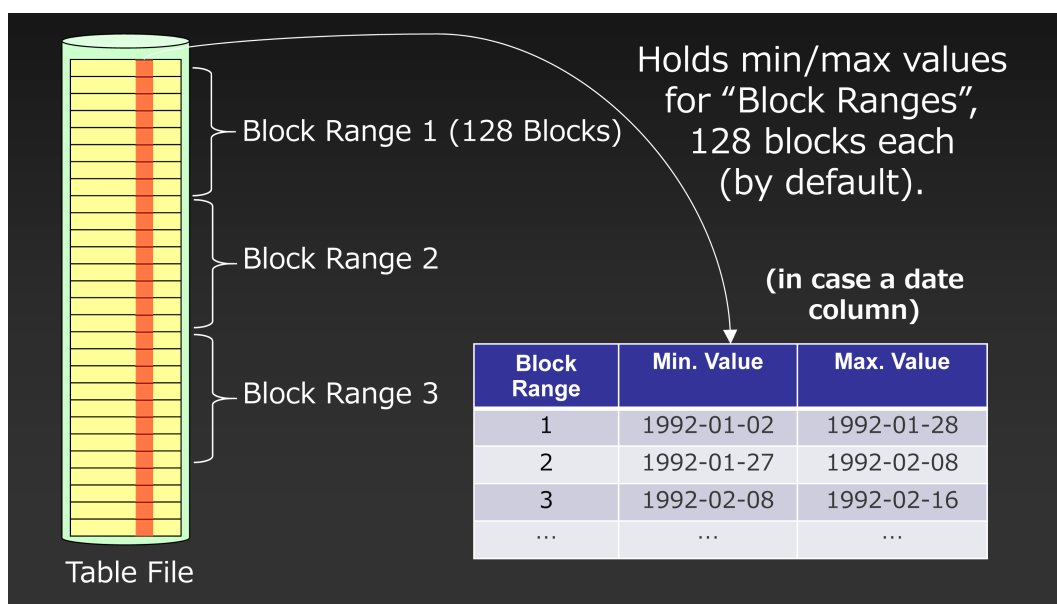 Holds min/max values
for “Block Ranges”,
128 blocks each
(by default).
Block Range 1 (128 Blocks)
Block Range 2
Block Range 3
(in case a date
column)
Block
Range
Min. Value
Max. Value
1
1992-01-02
1992-01-28
2
1992-01-27
1992-02-08
3
1992-02-08
1992-02-16
...
...
...
Table File